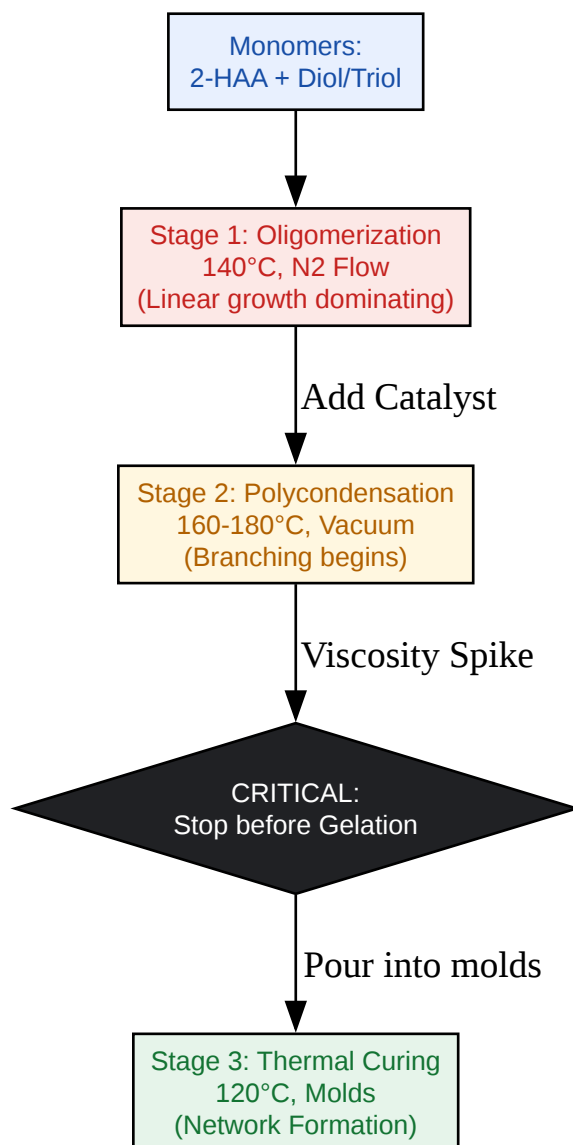 Monomers:
2-HAA + Diol/Triol
Stage 1: Oligomerization
140°C, N2 Flow
(Linear growth dominating)
Add Catalyst
Stage 2: Polycondensation
160-180°C, Vacuum
(Branching begins)
Viscosity Spike
CRITICAL:
Stop before Gelation
Pour into molds
Stage 3: Thermal Curing
120°C, Molds
(Network Formation)